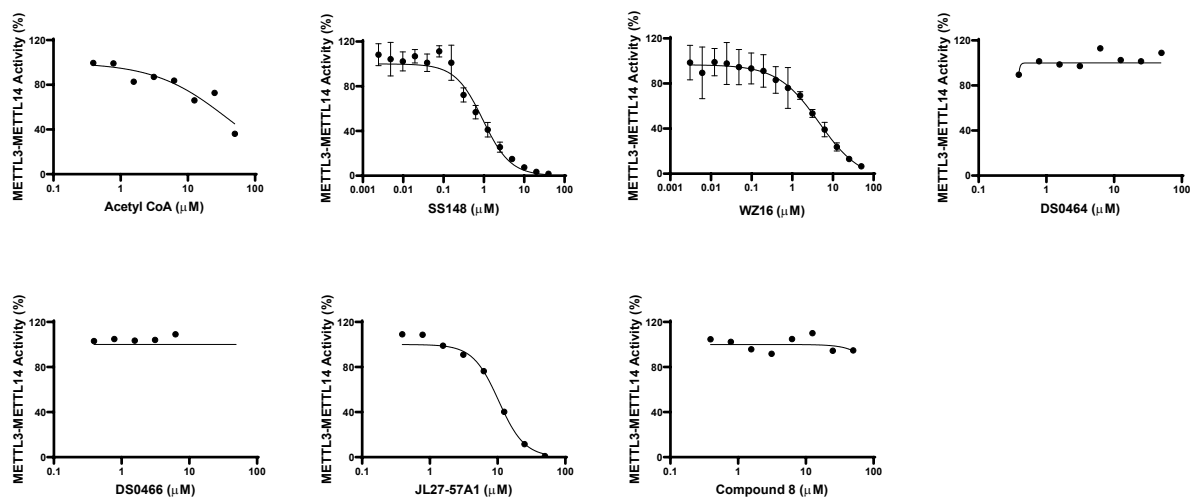 METTL3-METTL14 Activity (%)
120
80
40
0
0.1 1 10 100
Acetyl CoA (μM)
METTL3-METTL14 Activity (%)
120
80
40
0
0.001 0.01 0.1 1 10 100
SS148 (μM)
METTL3-METTL14 Activity (%)
120
80
40
0
0.001 0.01 0.1 1 10 100
WZ16 (μM)
METTL3-METTL14 Activity (%)
120
80
40
0
0.1 1 10 100
DS0464 (μM)
METTL3-METTL14 Activity (%)
120
80
40
0
0.1 1 10 100
DS0466 (μM)
METTL3-METTL14 Activity (%)
120
80
40
0
0.1 1 10 100
JL27-57A1 (μM)
METTL3-METTL14 Activity (%)
120
80
40
0
0.1 1 10 100
Compound 8 (μM)